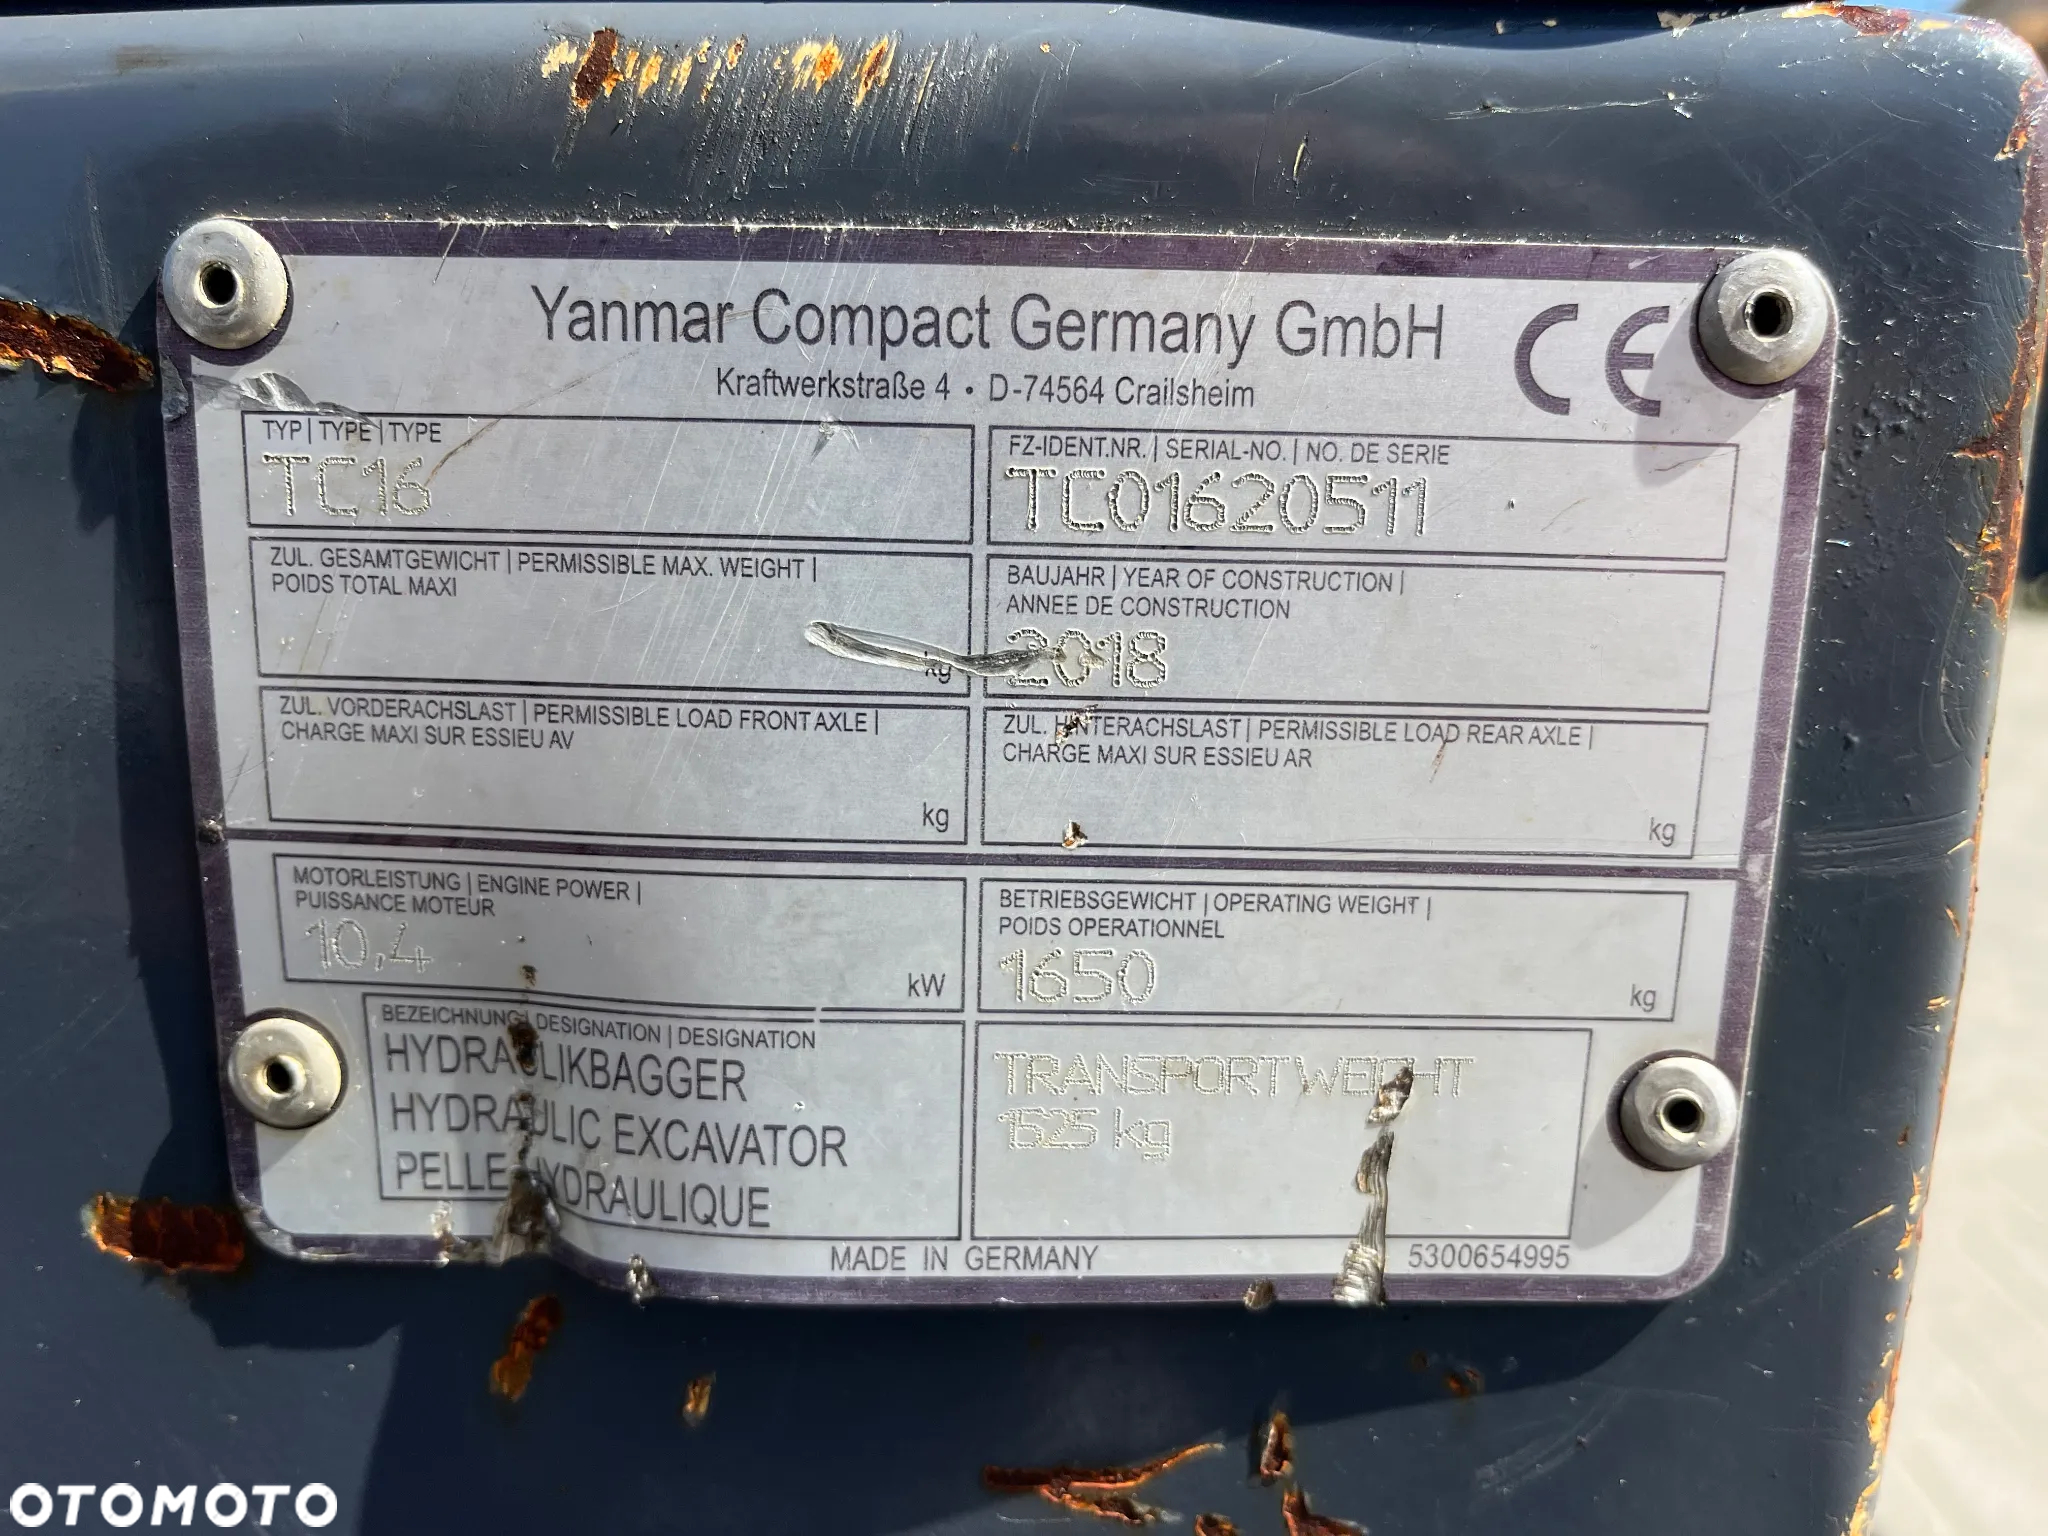 Yanmar Compact Germany GmbH
CE
Kraftwerkstraße 4 • D-74564 Crailsheim
TYP | TYPE | TYPE
TC16
FZ-IDENT.NR. | SERIAL-NO. | NO. DE SERIE
TC01620511
ZUL. GESAMTGEWICHT | PERMISSIBLE MAX. WEIGHT |
POIDS TOTAL MAXI
kg
BAUJAHR | YEAR OF CONSTRUCTION |
ANNEE DE CONSTRUCTION
2018
ZUL. VORDERACHSLAST | PERMISSIBLE LOAD FRONT AXLE |
CHARGE MAXI SUR ESSIEU AV
kg
ZUL. HINTERACHSLAST | PERMISSIBLE LOAD REAR AXLE |
CHARGE MAXI SUR ESSIEU AR
kg
MOTORLEISTUNG | ENGINE POWER |
PUISSANCE MOTEUR
10,4 kW
BETRIEBSGEWICHT | OPERATING WEIGHT |
POIDS OPERATIONNEL
1650 kg
BEZEICHNUNG | DESIGNATION | DESIGNATION
HYDRAULIKBAGGER
HYDRAULIC EXCAVATOR
PELLE HYDRAULIQUE
TRANSPORTWEIGHT
1525 kg
MADE IN GERMANY
5300654995
OTOMOTO